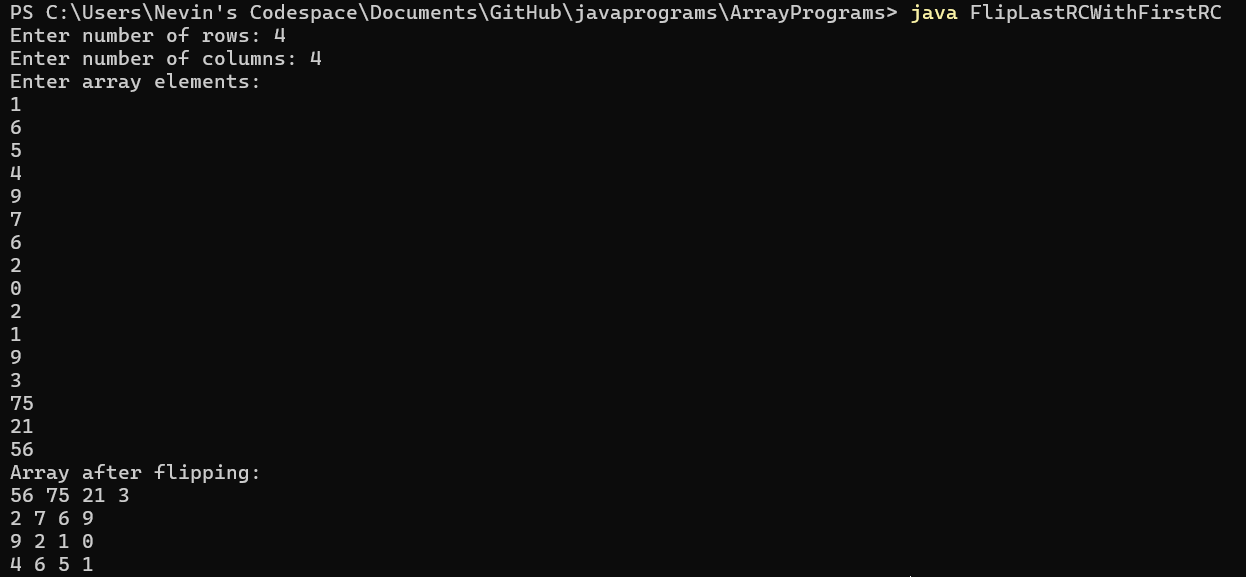 PS C:\Users\Nevin's Codespace\Documents\GitHub\javaprograms\ArrayPrograms> java FlipLastRCWithFirstRC
Enter number of rows: 4
Enter number of columns: 4
Enter array elements:
1
6
5
4
9
7
6
2
0
2
1
9
3
75
21
56
Array after flipping:
56 75 21 3
2 7 6 9
9 2 1 0
4 6 5 1